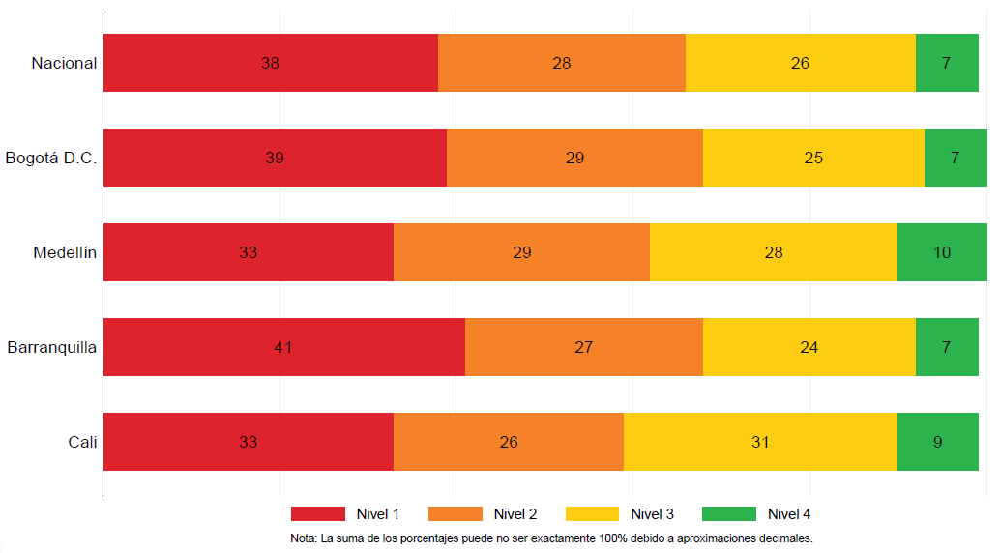 Nacional 38 28 26 7
Bogotá D.C. 39 29 25 7
Medellín 33 29 28 10
Barranquilla 41 27 24 7
Cali 33 26 31 9
Nivel 1 Nivel 2 Nivel 3 Nivel 4
Nota: La suma de los porcentajes puede no ser exactamente 100% debido a aproximaciones decimales.